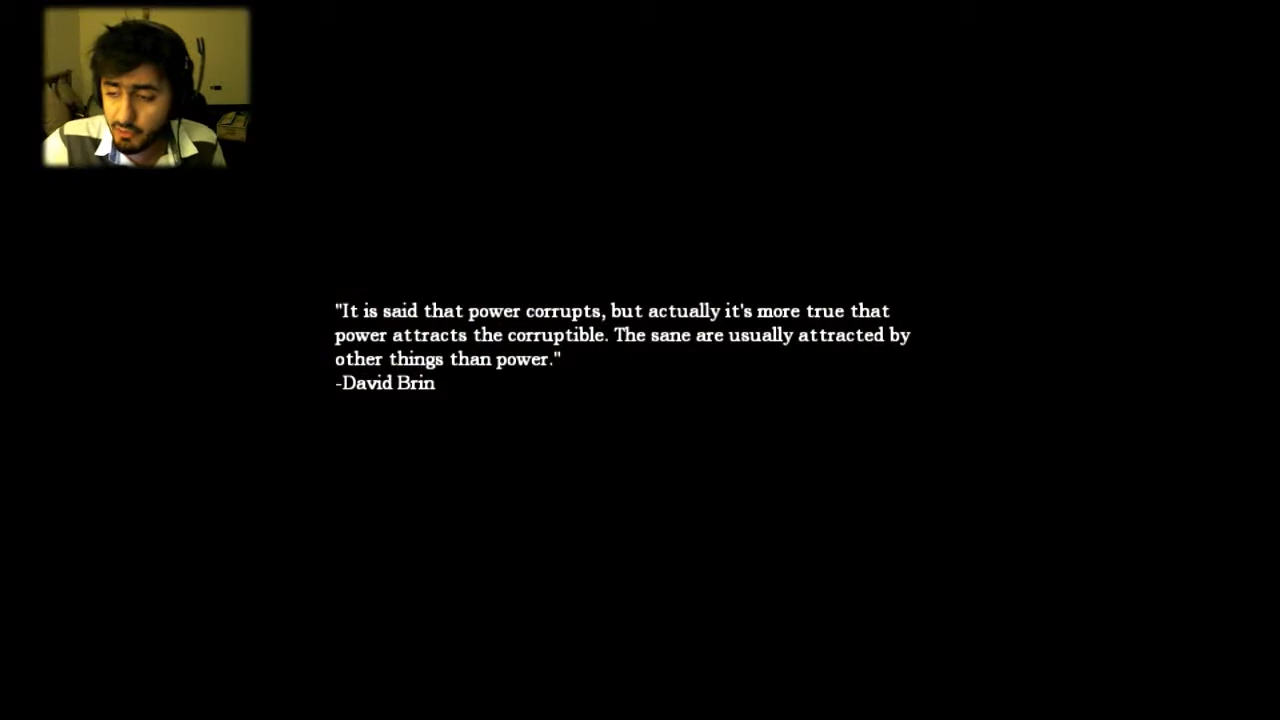 "It is said that power corrupts, but actually it's more true that
power attracts the corruptible. The sane are usually attracted by
other things than power."
-David Brin